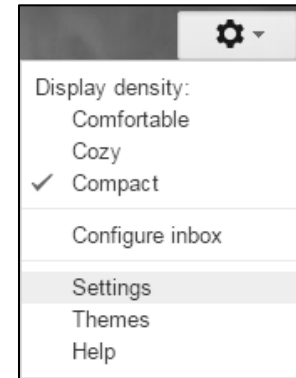 Display density:
Comfortable
Cozy
Compact
Configure inbox
Settings
Themes
Help